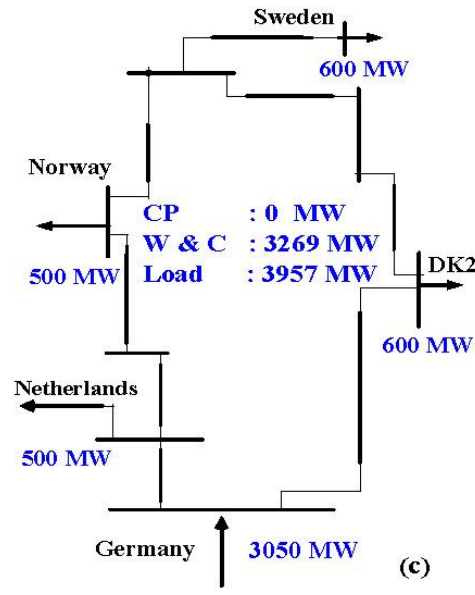 Sweden
600 MW
Norway
CP : 0 MW
W & C : 3269 MW
Load : 3957 MW
500 MW
DK2
600 MW
Netherlands
500 MW
Germany
3050 MW
(c)